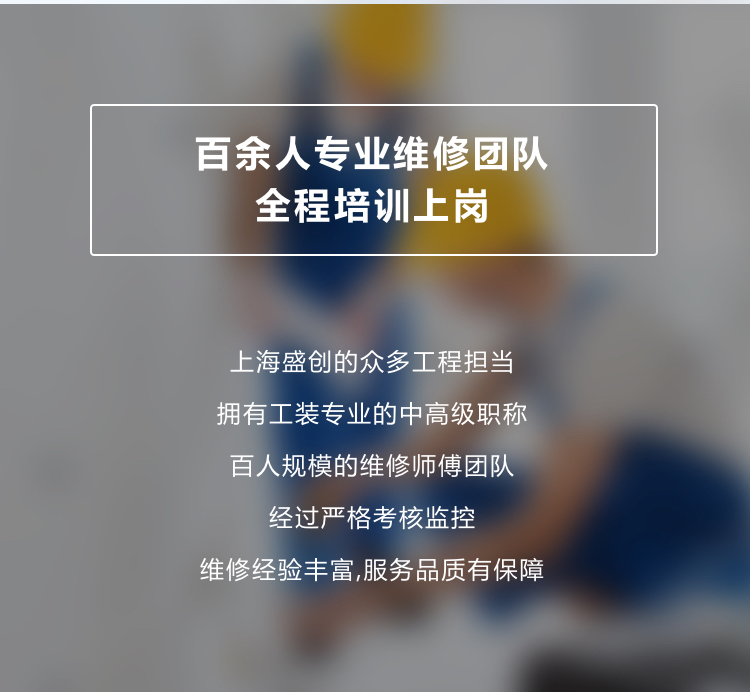 百余人专业维修团队
全程培训上岗
上海盛创的众多工程担当
拥有工装专业的中高级职称
百人规模的维修师傅团队
经过严格考核监控
维修经验丰富,服务品质有保障